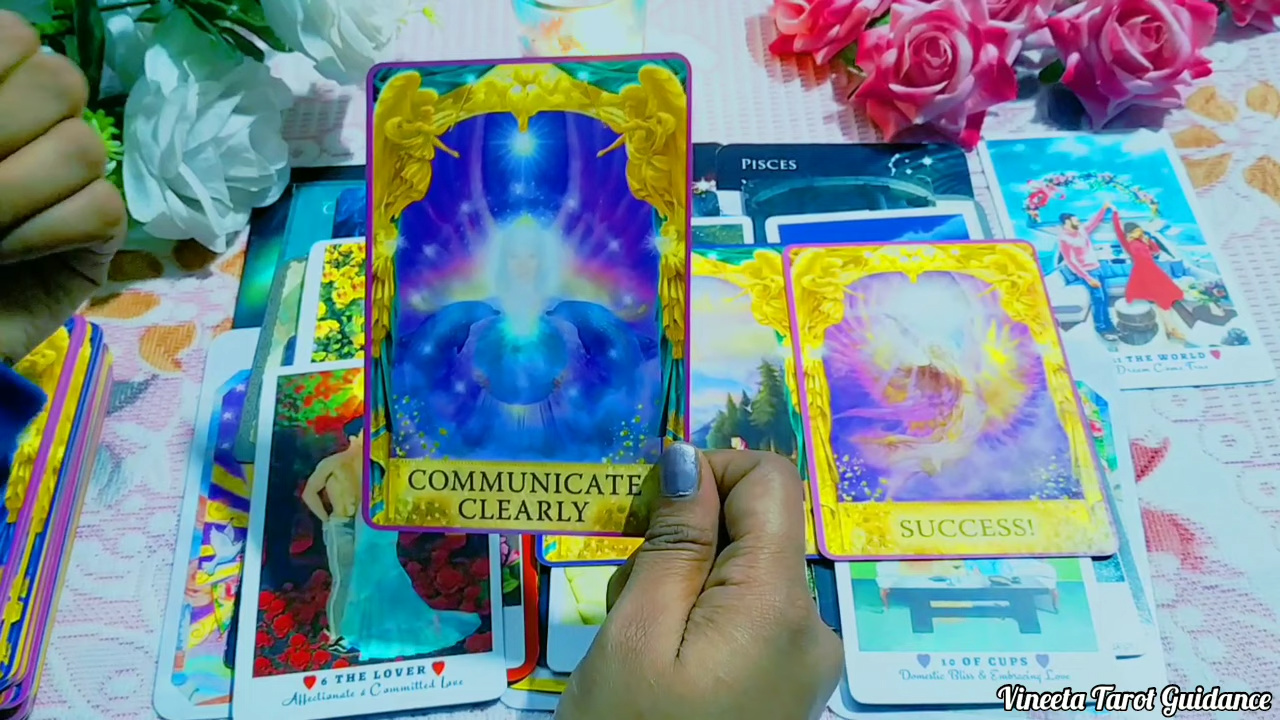 PISCES
COMMUNICATE
CLEARLY
SUCCESS!
THE WORLD
Dream Come True
6 THE LOVER
Affectionate & Committed Love
10 OF CUPS
Domestic Bliss & Embracing Love
Vineeta Tarot Guidance